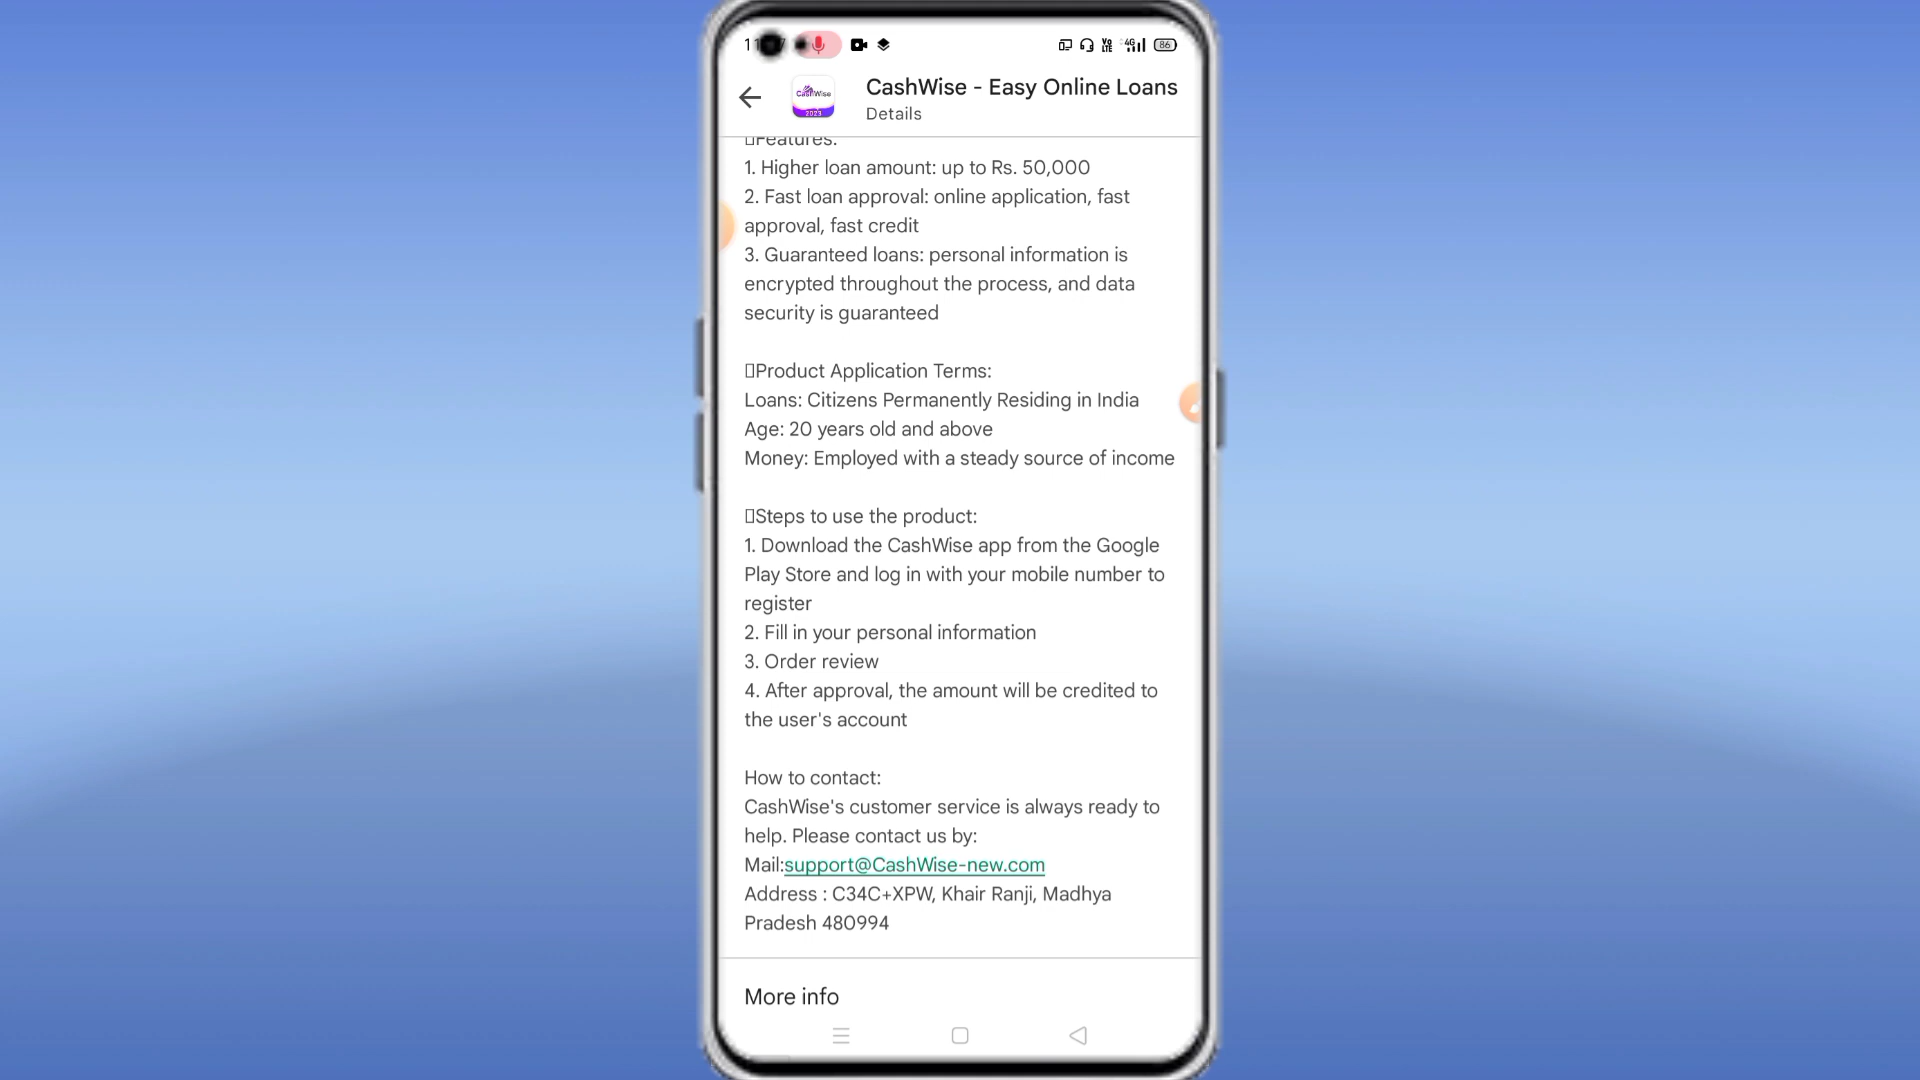 CashWise - Easy Online Loans
Details
CashWise
2023
86
Features:
1. Higher loan amount: up to Rs. 50,000
2. Fast loan approval: online application, fast
approval, fast credit
3. Guaranteed loans: personal information is
encrypted throughout the process, and data
security is guaranteed
Product Application Terms:
Loans: Citizens Permanently Residing in India
Age: 20 years old and above
Money: Employed with a steady source of income
Steps to use the product:
1. Download the CashWise app from the Google
Play Store and log in with your mobile number to
register
2. Fill in your personal information
3. Order review
4. After approval, the amount will be credited to
the user's account
How to contact:
CashWise's customer service is always ready to
help. Please contact us by:
Mail:support@CashWise-new.com
Address : C34C+XPW, Khair Ranji, Madhya
Pradesh 480994
More info